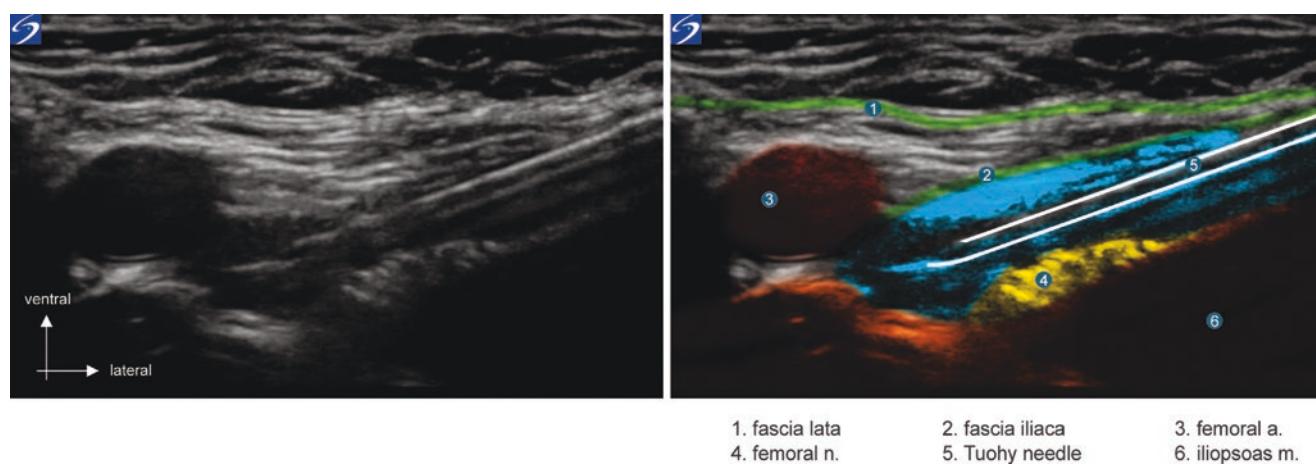 ventral
lateral
1
2
3
4
5
6
1. fascia lata 2. fascia iliaca 3. femoral a.
4. femoral n. 5. Tuohy needle 6. iliopsoas m.